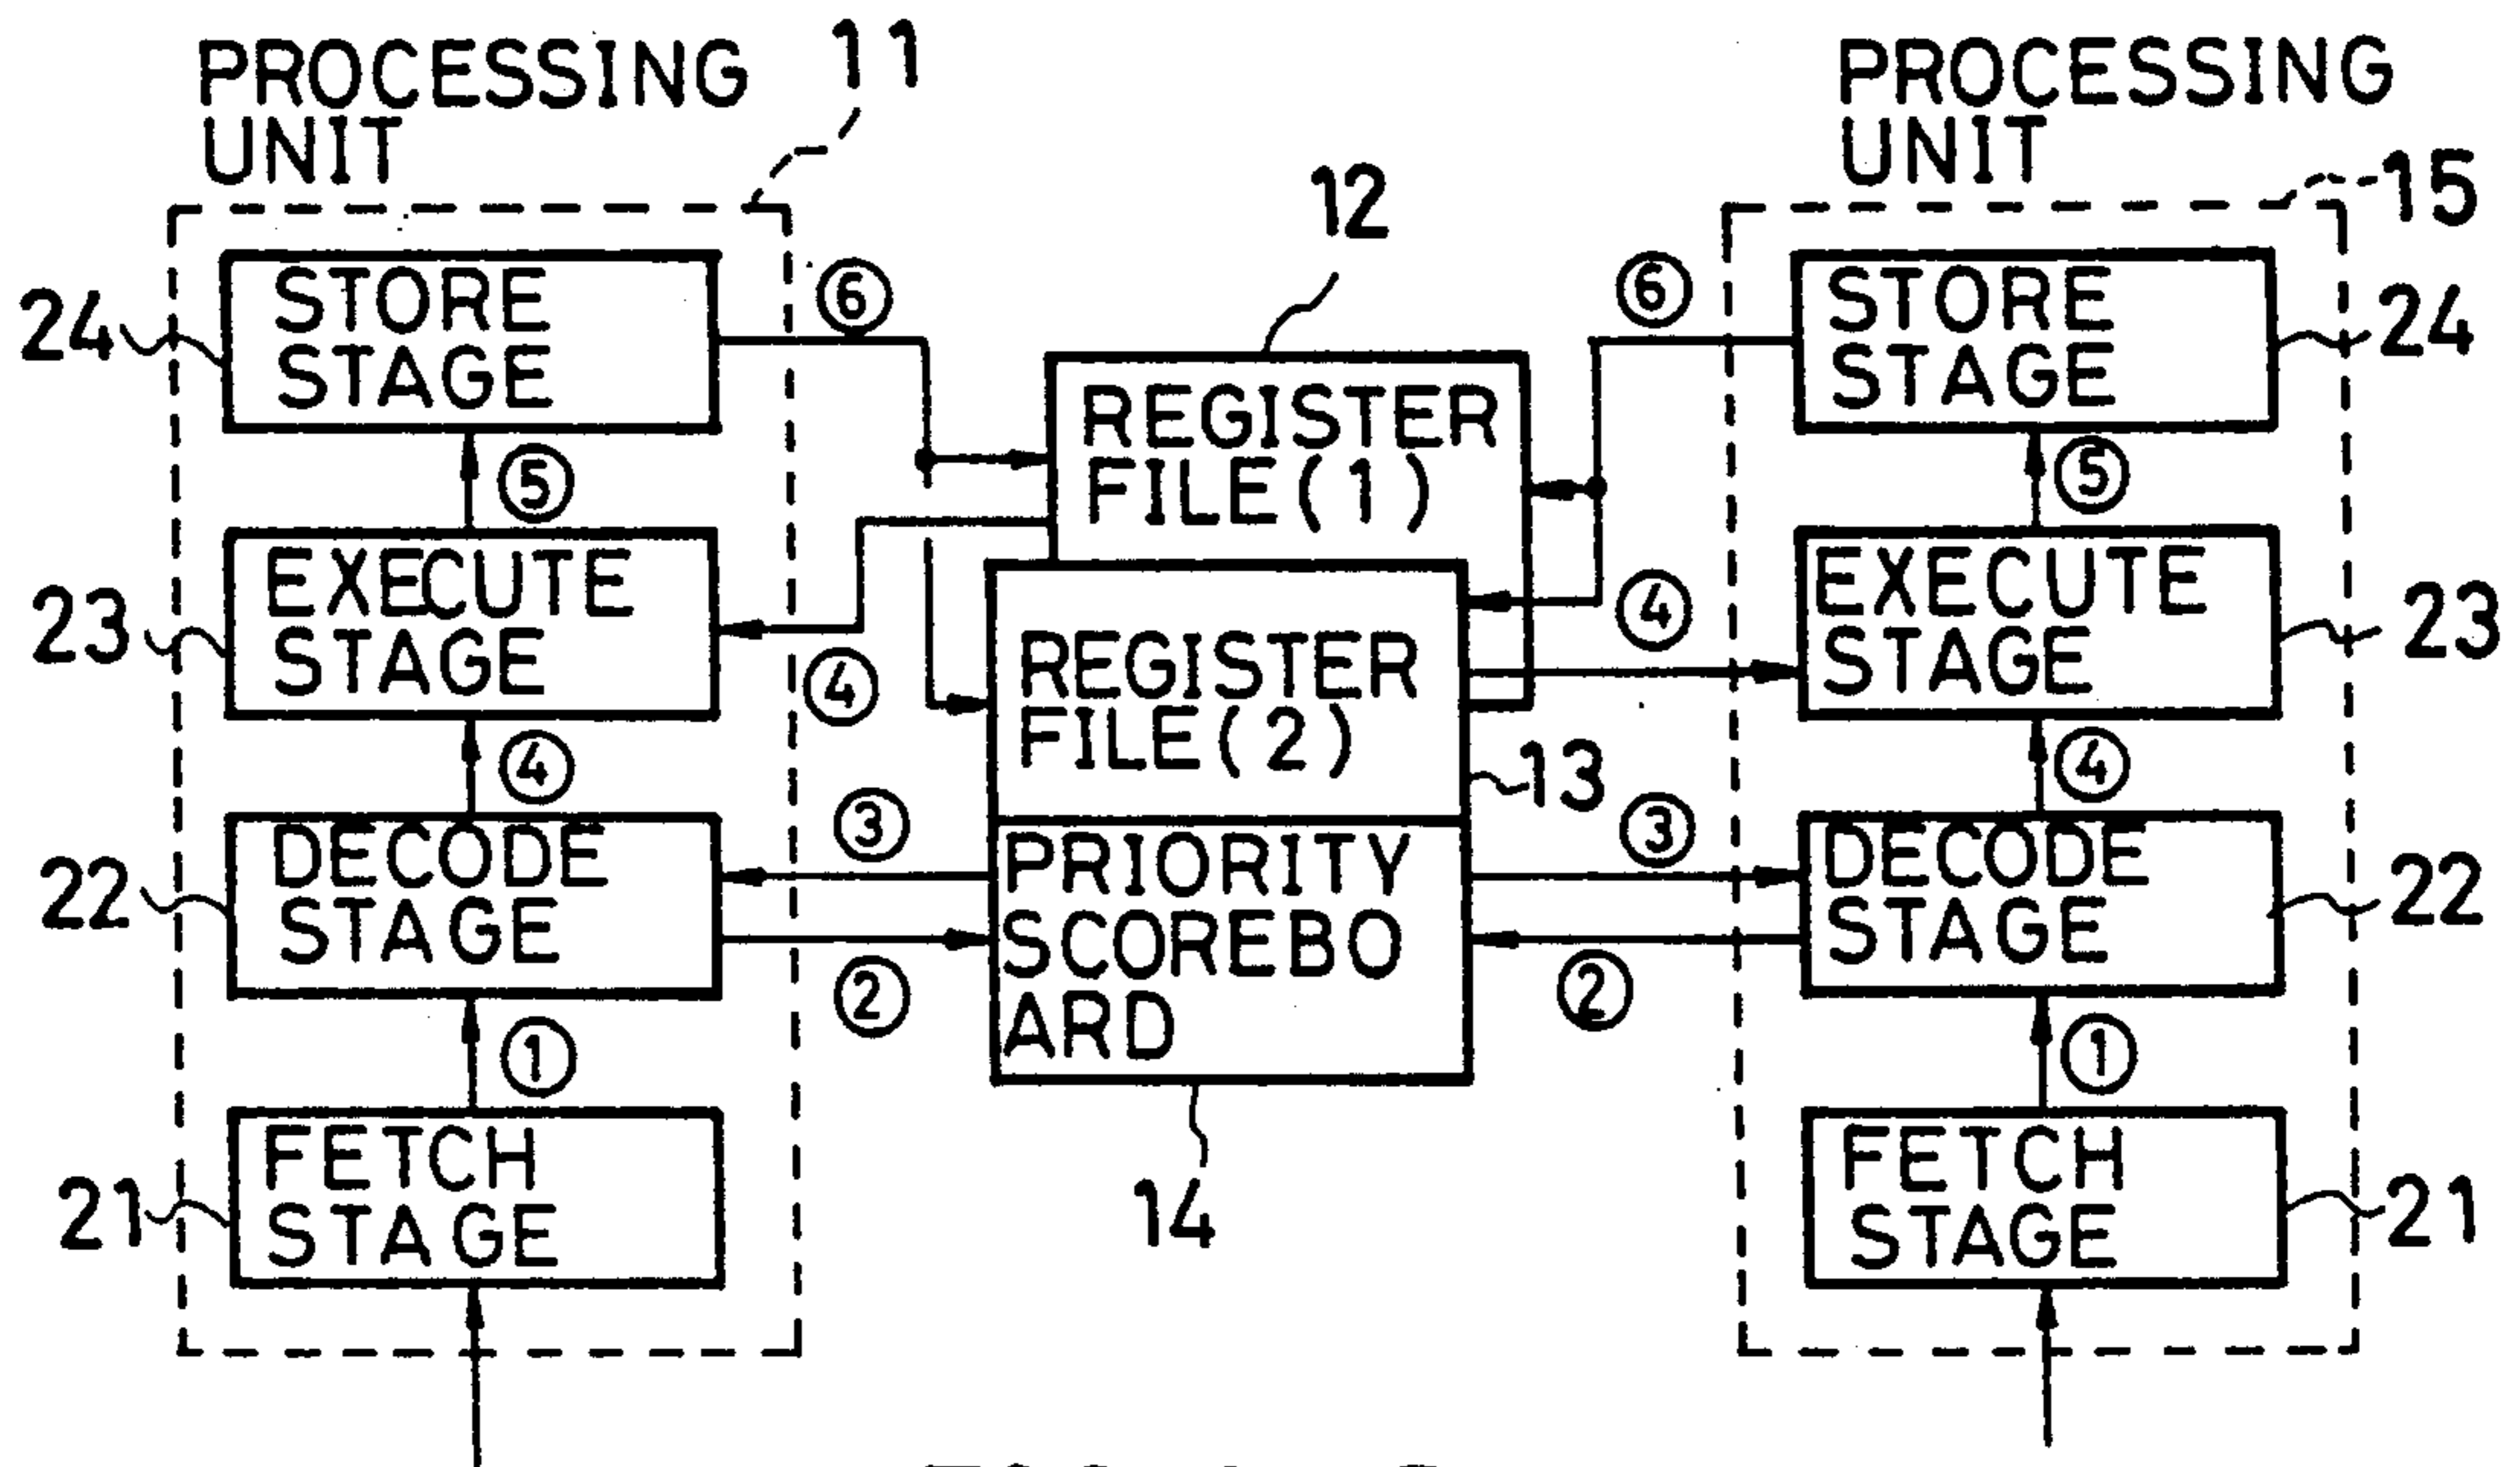 PROCESSING
UNIT
11
24
STORE
STAGE
⑥
⑤
23
EXECUTE
STAGE
④
④
22
DECODE
STAGE
③
②
①
21
FETCH
STAGE
12
REGISTER
FILE(1)
REGISTER
FILE(2)
13
PRIORITY
SCOREBO
ARD
14
PROCESSING
UNIT
15
⑥
STORE
STAGE
24
⑤
④
EXECUTE
STAGE
23
④
③
DECODE
STAGE
22
②
①
FETCH
STAGE
21